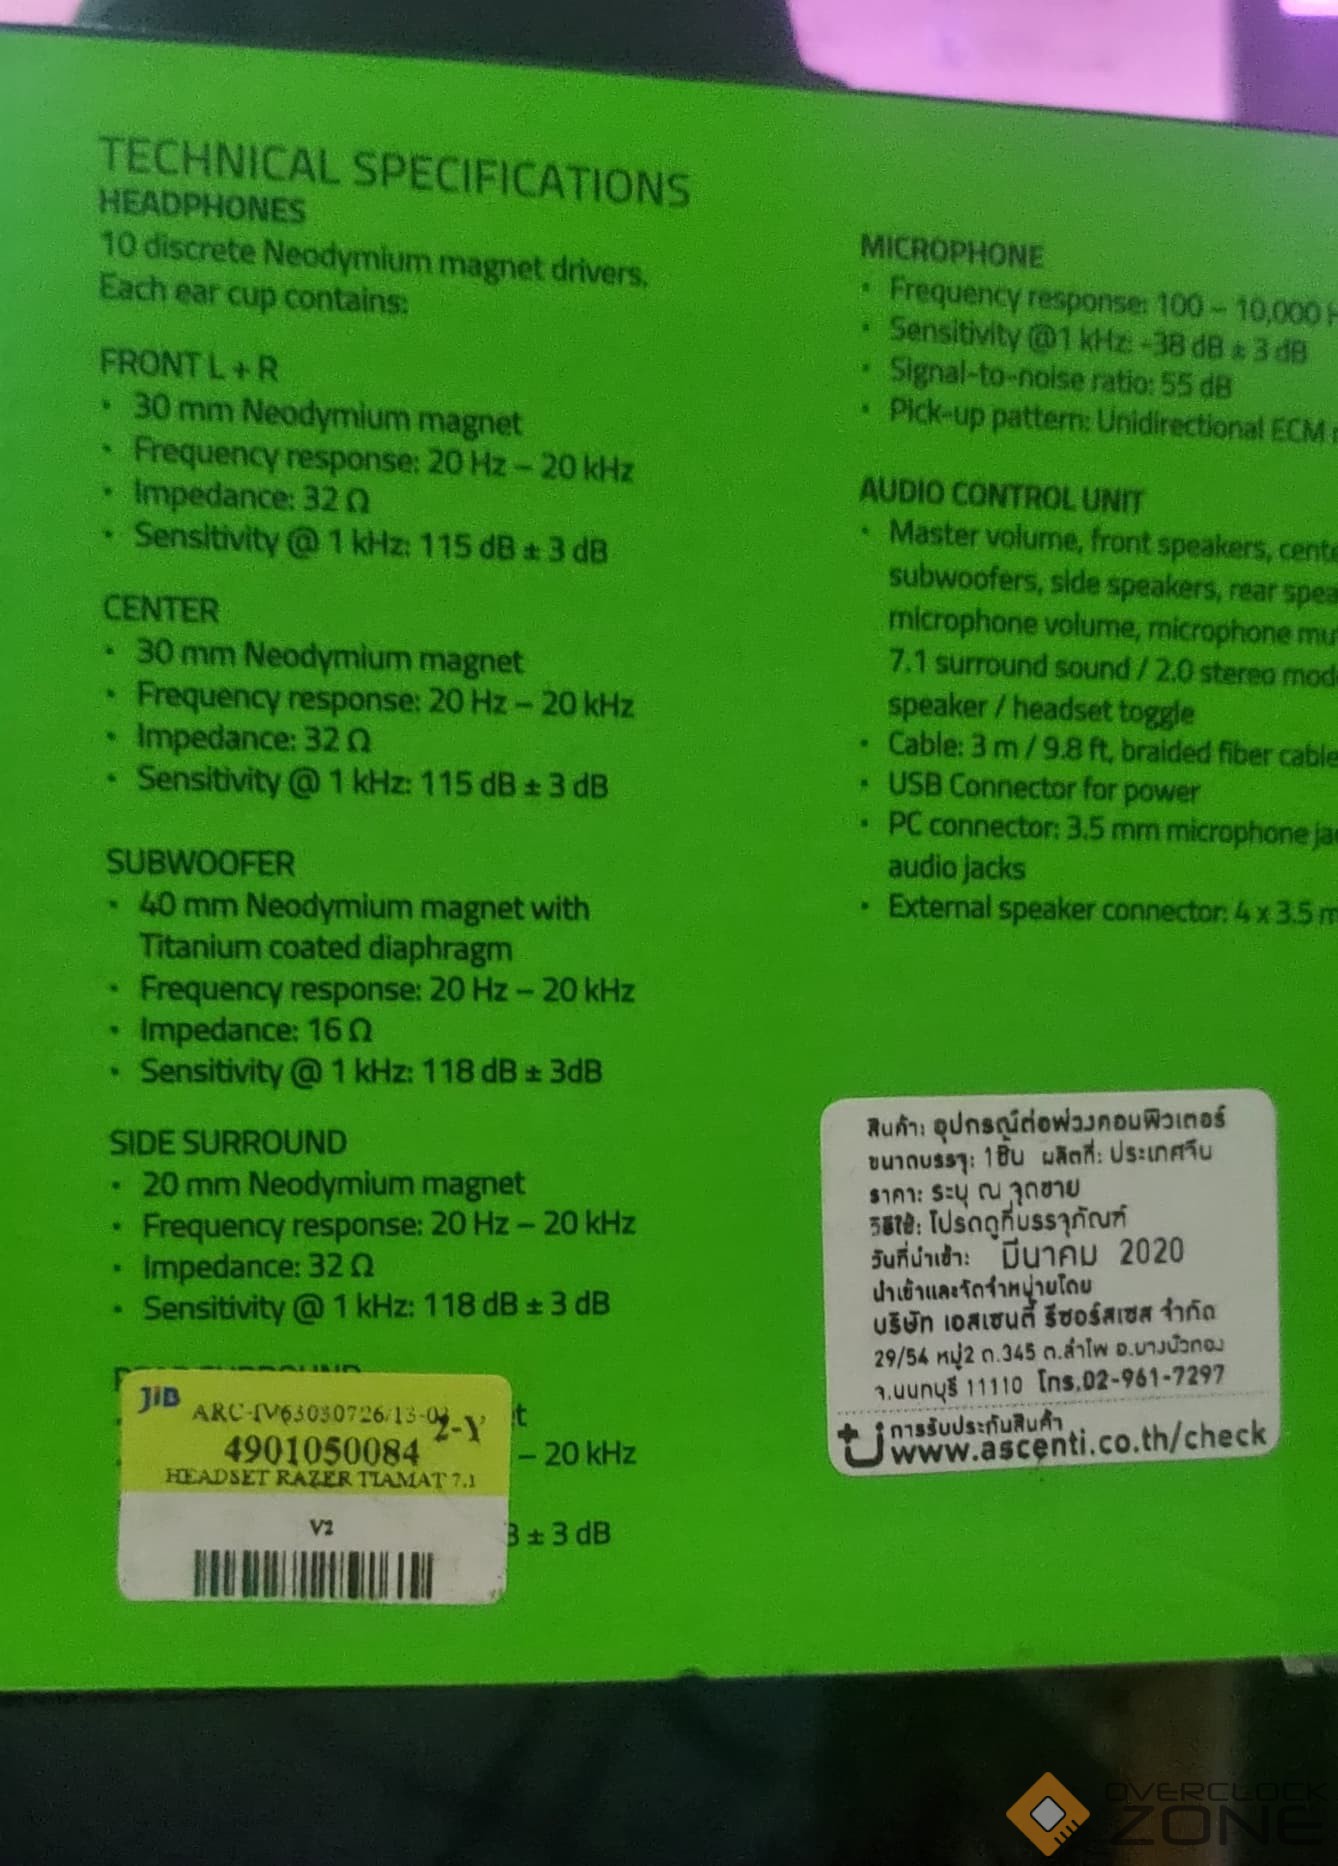 TECHNICAL SPECIFICATIONS
HEADPHONES
10 discrete Neodymium magnet drivers.
Each ear cup contains:
FRONT L + R
• 30 mm Neodymium magnet
• Frequency response: 20 Hz – 20 kHz
• Impedance: 32 Ω
• Sensitivity @ 1 kHz: 115 dB ± 3 dB
CENTER
• 30 mm Neodymium magnet
• Frequency response: 20 Hz – 20 kHz
• Impedance: 32 Ω
• Sensitivity @ 1 kHz: 115 dB ± 3 dB
SUBWOOFER
• 40 mm Neodymium magnet with
Titanium coated diaphragm
• Frequency response: 20 Hz – 20 kHz
• Impedance: 16 Ω
• Sensitivity @ 1 kHz: 118 dB ± 3dB
SIDE SURROUND
• 20 mm Neodymium magnet
• Frequency response: 20 Hz – 20 kHz
• Impedance: 32 Ω
• Sensitivity @ 1 kHz: 118 dB ± 3 dB
– 20 kHz
± 3 dB
JIB
2-Y
4901050084
HEADSET RAZER TIAMAT 7.1
V2
MICROPHONE
• Frequency response: 100 – 10,000
• Sensitivity @1 kHz: -38 dB ± 3 dB
• Signal-to-noise ratio: 55 dB
• Pick-up pattern: Unidirectional ECM
AUDIO CONTROL UNIT
• Master volume, front speakers,
subwoofers, side speakers, rear
microphone volume, microphone
7.1 surround sound / 2.0 stereo
speaker / headset toggle
• Cable: 3 m / 9.8 ft, braided fiber cable
• USB Connector for power
• PC connector: 3.5 mm microphone
audio jacks
• External speaker connector: 4 x 3.5
สินค้า: อุปกรณ์ต่อพ่วงคอมพิวเตอร์
ขนาดบรรจุ: 1ชิ้น ผลิตที่: ประเทศจีน
ราคา: ระบุ ณ จุดขาย
วิธีใช้: โปรดดูที่บรรจุภัณฑ์
วันที่นำเข้า: มีนาคม 2020
นำเข้าและจัดจำหน่ายโดย
บริษัท เอสเซนตี้ รีซอร์สเซส จำกัด
29/54 หมู่2 ถ.345 ต.ลำโพ อ.บางบัวทอง
จ.นนทบุรี 11110 โทร.02-961-7297
การรับประกันสินค้า
www.ascenti.co.th/check
OVERCLOCK
ZONE